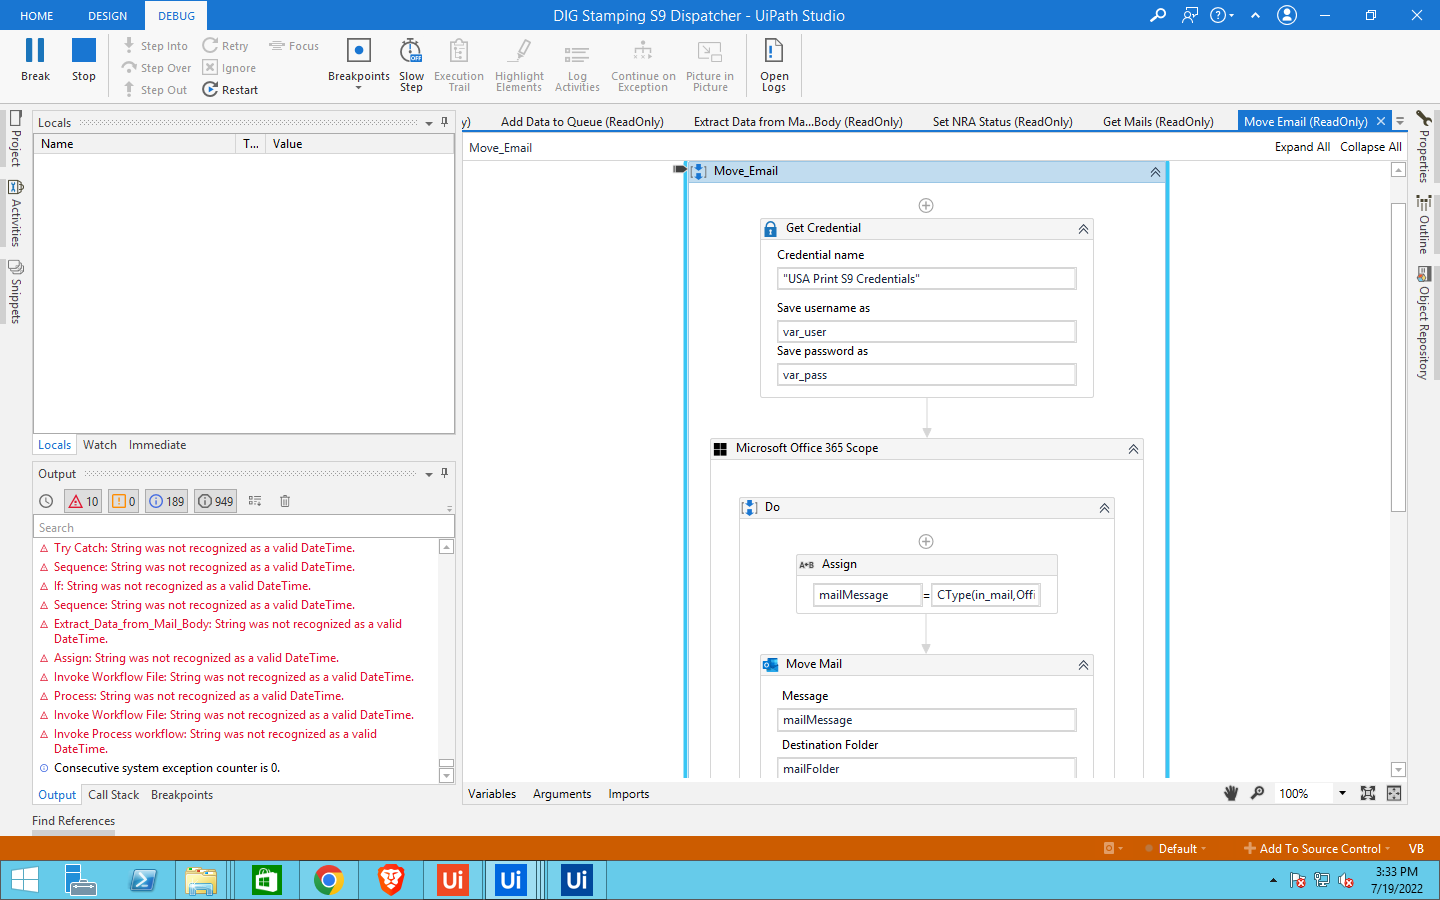 HOME DESIGN DEBUG DIG Stamping S9 Dispatcher - UiPath Studio
Break
Stop
Step Into
Step Over
Step Out
Retry
Ignore
Restart
Focus
Breakpoints
Slow Step
Execution Trail
Highlight Elements
Log Activities
Continue on Exception
Picture in Picture
Open Logs
Project
Activities
Snippets
Locals
Name T... Value
Locals Watch Immediate
Output
10 0 189 949
Search
Try Catch: String was not recognized as a valid DateTime.
Sequence: String was not recognized as a valid DateTime.
If: String was not recognized as a valid DateTime.
Sequence: String was not recognized as a valid DateTime.
Extract_Data_from_Mail_Body: String was not recognized as a valid
DateTime.
Assign: String was not recognized as a valid DateTime.
Invoke Workflow File: String was not recognized as a valid DateTime.
Process: String was not recognized as a valid DateTime.
Invoke Workflow File: String was not recognized as a valid DateTime.
Invoke Process workflow: String was not recognized as a valid
DateTime.
Consecutive system exception counter is 0.
Output Call Stack Breakpoints
Find References
y) Add Data to Queue (ReadOnly) Extract Data from Ma...Body (ReadOnly) Set NRA Status (ReadOnly) Get Mails (ReadOnly) Move Email (ReadOnly)
Move_Email Expand All Collapse All
Move_Email
Get Credential
Credential name
"USA Print S9 Credentials"
Save username as
var_user
Save password as
var_pass
Microsoft Office 365 Scope
Do
A+B Assign
mailMessage = CType(in_mail,Offi
Move Mail
Message
mailMessage
Destination Folder
mailFolder
Variables Arguments Imports 100%
Properties
Outline
Object Repository
Default Add To Source Control VB
Ui Ui Ui
3:33 PM
7/19/2022